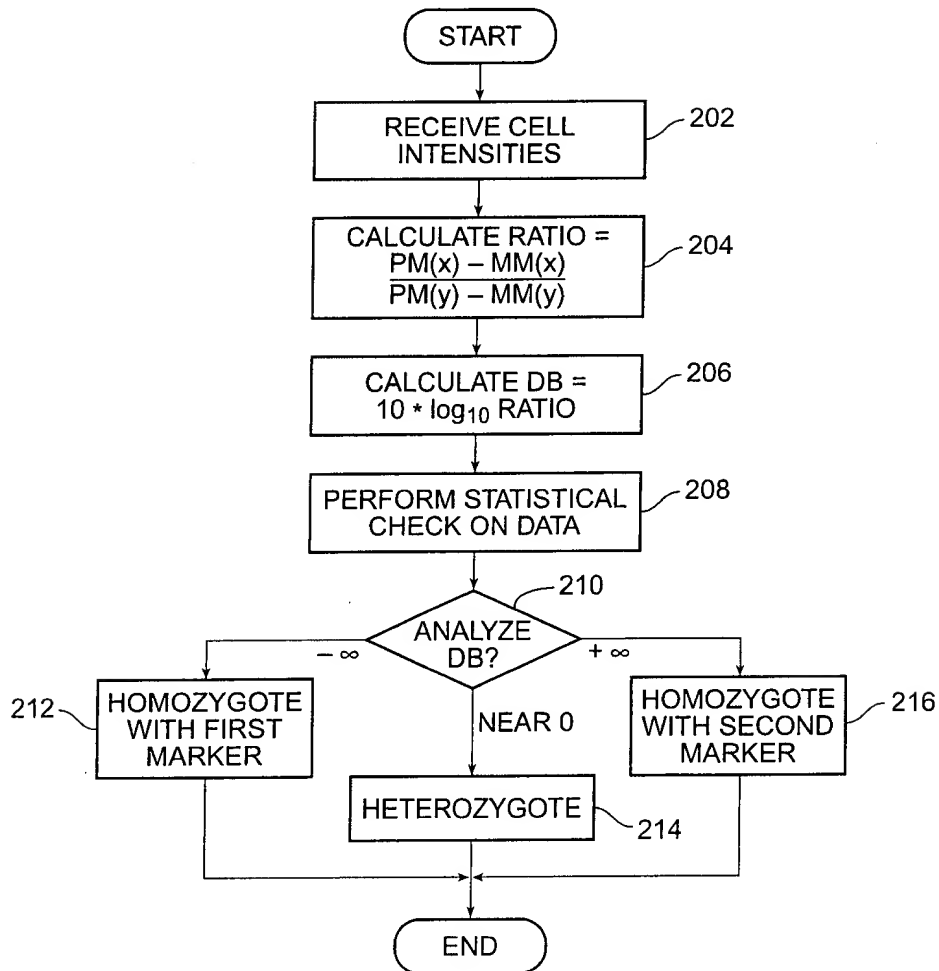 START
RECEIVE CELL
INTENSITIES
202
CALCULATE RATIO =
PM(x) – MM(x)
PM(y) – MM(y)
204
CALCULATE DB =
10 * log10 RATIO
206
PERFORM STATISTICAL
CHECK ON DATA
208
210
ANALYZE
DB?
– ∞
+ ∞
212
HOMOZYGOTE
WITH FIRST
MARKER
NEAR 0
HOMOZYGOTE
WITH SECOND
MARKER
216
HETEROZYGOTE
214
END